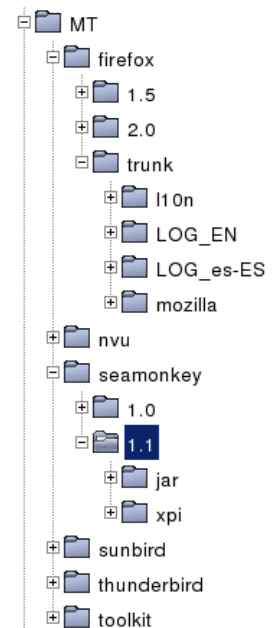 MT
firefox
1.5
2.0
trunk
l10n
LOG_EN
LOG_es-ES
mozilla
nvu
seamonkey
1.0
1.1
jar
xpi
sunbird
thunderbird
toolkit